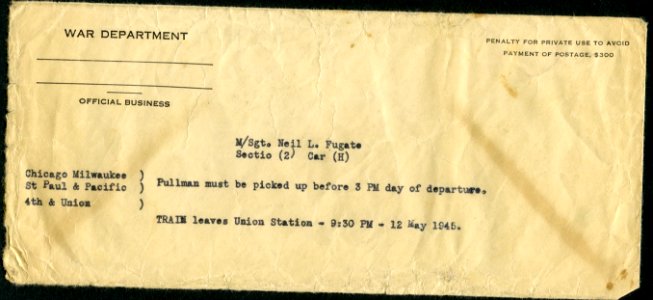 WAR DEPARTMENT
PENALTY FOR PRIVATE USE TO AVOID
PAYMENT OF POSTAGE, $300
OFFICIAL BUSINESS
M/Sgt. Neil L. Fugate
Sectio (2) Car (H)
Chicago Milwaukee )
St Paul & Pacific ) Pullman must be picked up before 3 PM day of departure.
4th & Union )
TRAIN leaves Union Station - 9:30 PM - 12 May 1945.